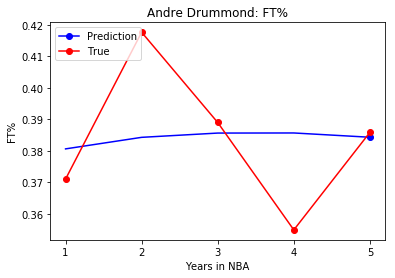 Andre Drummond: FT%
Prediction
True
FT%
0.42
0.41
0.40
0.39
0.38
0.37
0.36
1 2 3 4 5
Years in NBA